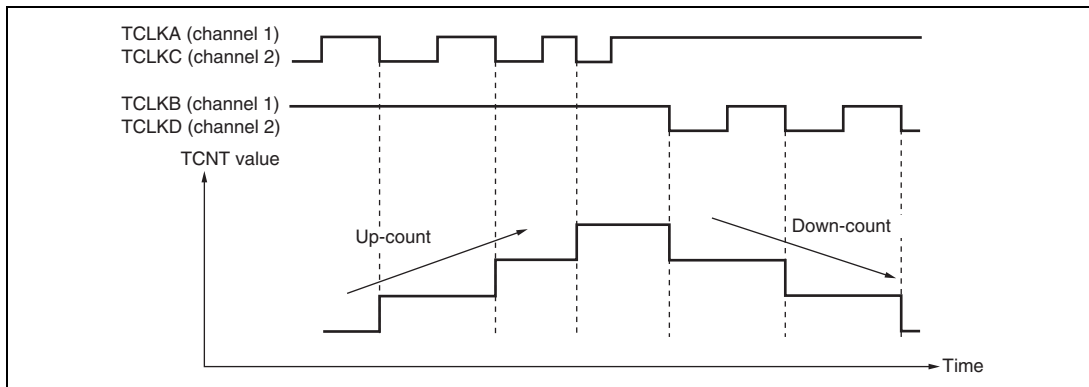 TCLKA (channel 1)
TCLKC (channel 2)
TCLKB (channel 1)
TCLKD (channel 2)
TCNT value
Up-count
Down-count
Time